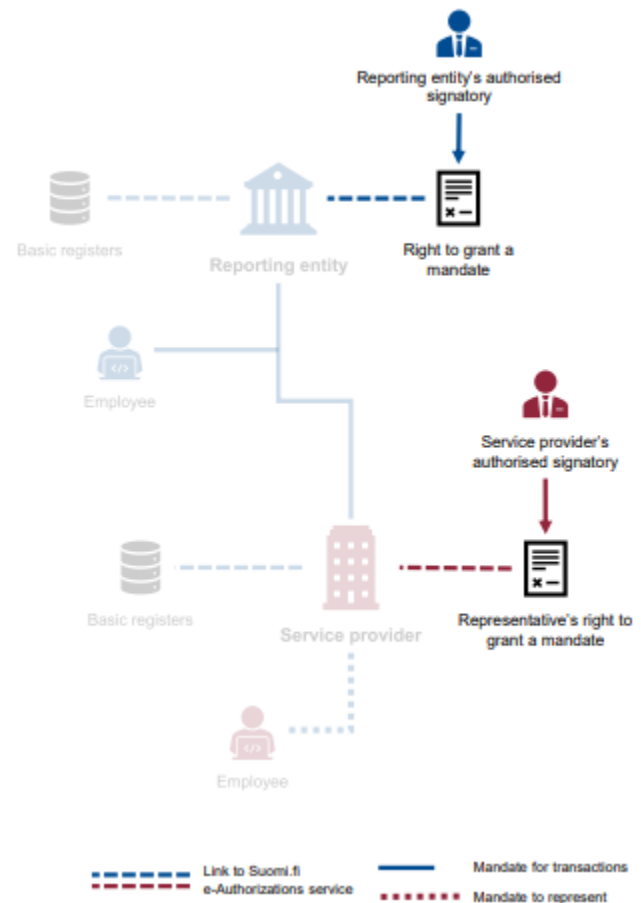 Reporting entity's authorised
signatory
Basic registers
Reporting entity
Right to grant a
mandate
Employee
Service provider's
authorised signatory
Basic registers
Service provider
Representative's right to
grant a mandate
Employee
Link to Suomi.fi
e-Authorizations service
Mandate for transactions
Mandate to represent